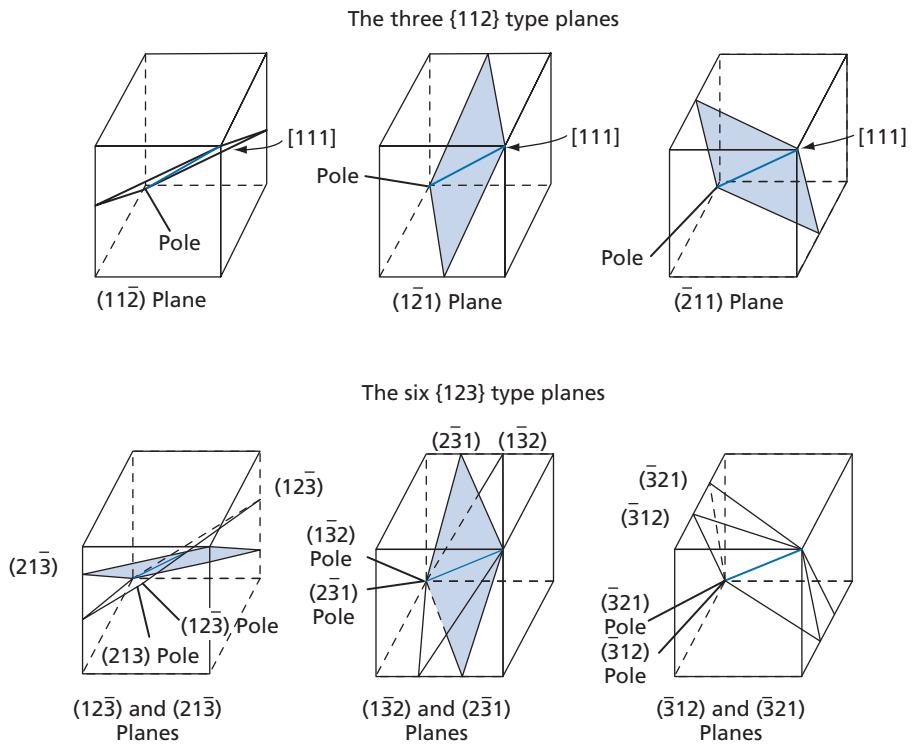 The three {112} type planes
[111]
Pole
(112̄) Plane
[111]
Pole
(12̄1) Plane
[111]
Pole
(2̄11) Plane
The six {123} type planes
(123̄)
(213̄)
(123̄) Pole
(213) Pole
(123̄) and (213̄)
Planes
(23̄1)
(13̄2)
(13̄2)
Pole
(23̄1)
Pole
(13̄2) and (23̄1)
Planes
(3̄21)
(3̄12)
(3̄21)
Pole
(3̄12)
Pole
(3̄12) and (3̄21)
Planes